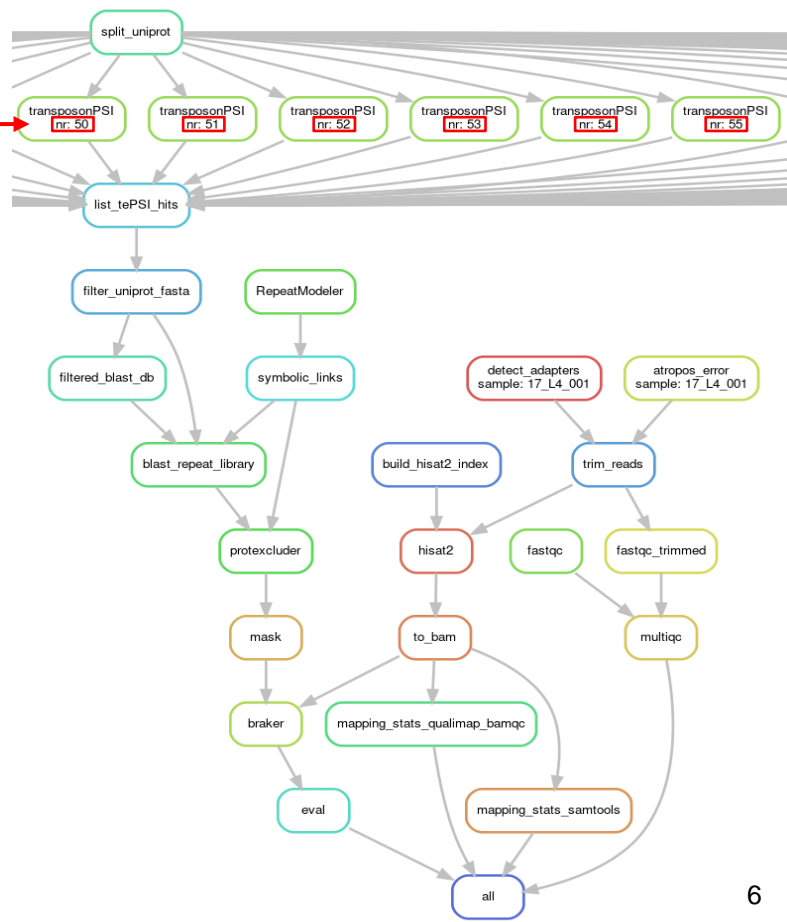 split_uniprot
transposonPSI
nr: 50
transposonPSI
nr: 51
transposonPSI
nr: 52
transposonPSI
nr: 53
transposonPSI
nr: 54
transposonPSI
nr: 55
list_tePSI_hits
filter_uniprot_fasta
RepeatModeler
filtered_blast_db
symbolic_links
detect_adapters
sample: 17_L4_001
atropos_error
sample: 17_L4_001
blast_repeat_library
build_hisat2_index
trim_reads
protexcluder
hisat2
fastqc
fastqc_trimmed
mask
to_bam
multiqc
braker
mapping_stats_qualimap_bamqc
eval
mapping_stats_samtools
all
6